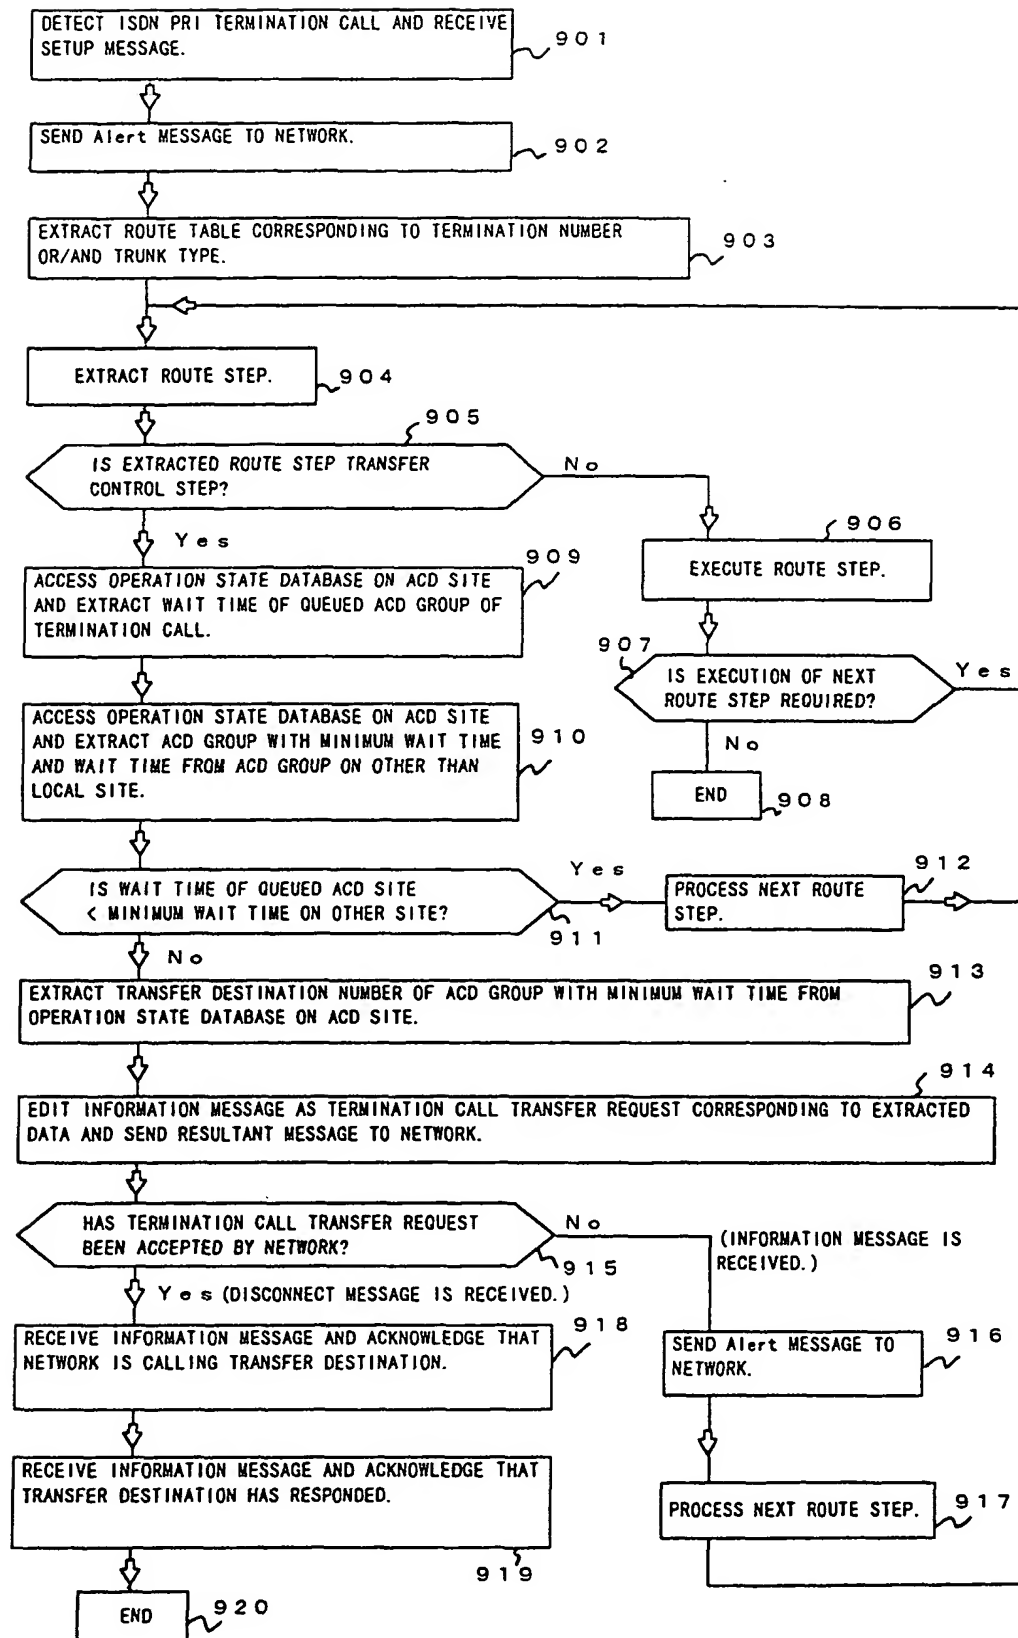 DETECT ISDN PRI TERMINATION CALL AND RECEIVE
SETUP MESSAGE.
901
SEND Alert MESSAGE TO NETWORK.
902
EXTRACT ROUTE TABLE CORRESPONDING TO TERMINATION NUMBER
OR/AND TRUNK TYPE.
903
EXTRACT ROUTE STEP.
904
905
IS EXTRACTED ROUTE STEP TRANSFER
CONTROL STEP?
No
Yes
906
EXECUTE ROUTE STEP.
909
ACCESS OPERATION STATE DATABASE ON ACD SITE
AND EXTRACT WAIT TIME OF QUEUED ACD GROUP OF
TERMINATION CALL.
907
IS EXECUTION OF NEXT
ROUTE STEP REQUIRED?
Yes
No
END
908
ACCESS OPERATION STATE DATABASE ON ACD SITE
AND EXTRACT ACD GROUP WITH MINIMUM WAIT TIME
AND WAIT TIME FROM ACD GROUP ON OTHER THAN
LOCAL SITE.
910
IS WAIT TIME OF QUEUED ACD SITE
< MINIMUM WAIT TIME ON OTHER SITE?
911
Yes
PROCESS NEXT ROUTE
STEP.
912
No
EXTRACT TRANSFER DESTINATION NUMBER OF ACD GROUP WITH MINIMUM WAIT TIME FROM
OPERATION STATE DATABASE ON ACD SITE.
913
914
EDIT INFORMATION MESSAGE AS TERMINATION CALL TRANSFER REQUEST CORRESPONDING TO EXTRACTED
DATA AND SEND RESULTANT MESSAGE TO NETWORK.
HAS TERMINATION CALL TRANSFER REQUEST
BEEN ACCEPTED BY NETWORK?
915
No
(INFORMATION MESSAGE IS
RECEIVED.)
Yes (DISCONNECT MESSAGE IS RECEIVED.)
RECEIVE INFORMATION MESSAGE AND ACKNOWLEDGE THAT
NETWORK IS CALLING TRANSFER DESTINATION.
918
SEND Alert MESSAGE TO
NETWORK.
916
RECEIVE INFORMATION MESSAGE AND ACKNOWLEDGE THAT
TRANSFER DESTINATION HAS RESPONDED.
919
PROCESS NEXT ROUTE STEP.
917
END
920